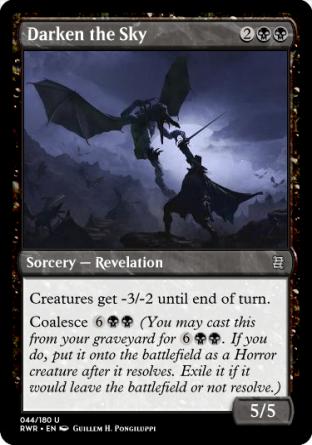 Darken the Sky 2
Sorcery — Revelation
Creatures get -3/-2 until end of turn.
Coalesce 6 (You may cast this
from your graveyard for 6. If you
do, put it onto the battlefield as a Horror
creature after it resolves. Exile it if it
would leave the battlefield or not resolve.)
5/5
044/180 U
RWR • EN Guillem H. Pongiluppi